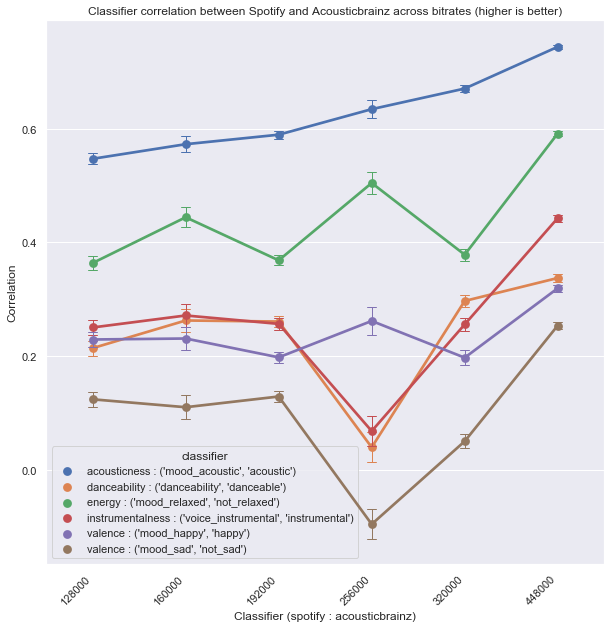 Classifier correlation between Spotify and Acousticbrainz across bitrates (higher is better)
Correlation
0.6
0.4
0.2
0.0
classifier
acousticness : ('mood_acoustic', 'acoustic')
danceability : ('danceability', 'danceable')
energy : ('mood_relaxed', 'not_relaxed')
instrumentalness : ('voice_instrumental', 'instrumental')
valence : ('mood_happy', 'happy')
valence : ('mood_sad', 'not_sad')
128000
160000
192000
256000
320000
448000
Classifier (spotify : acousticbrainz)